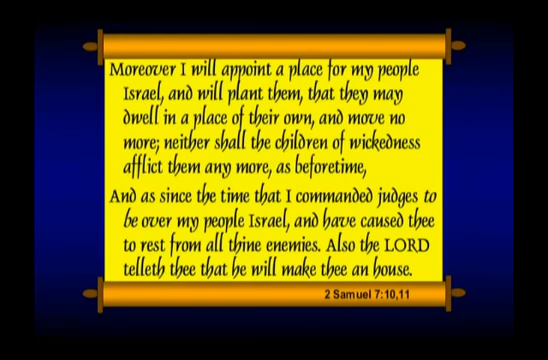 Moreover I will appoint a place for my people
Israel, and will plant them, that they may
dwell in a place of their own, and move no
more; neither shall the children of wickedness
afflict them any more, as beforetime,
And as since the time that I commanded judges to
be over my people Israel, and have caused thee
to rest from all thine enemies. Also the LORD
telleth thee that he will make thee an house.
2 Samuel 7:10,11